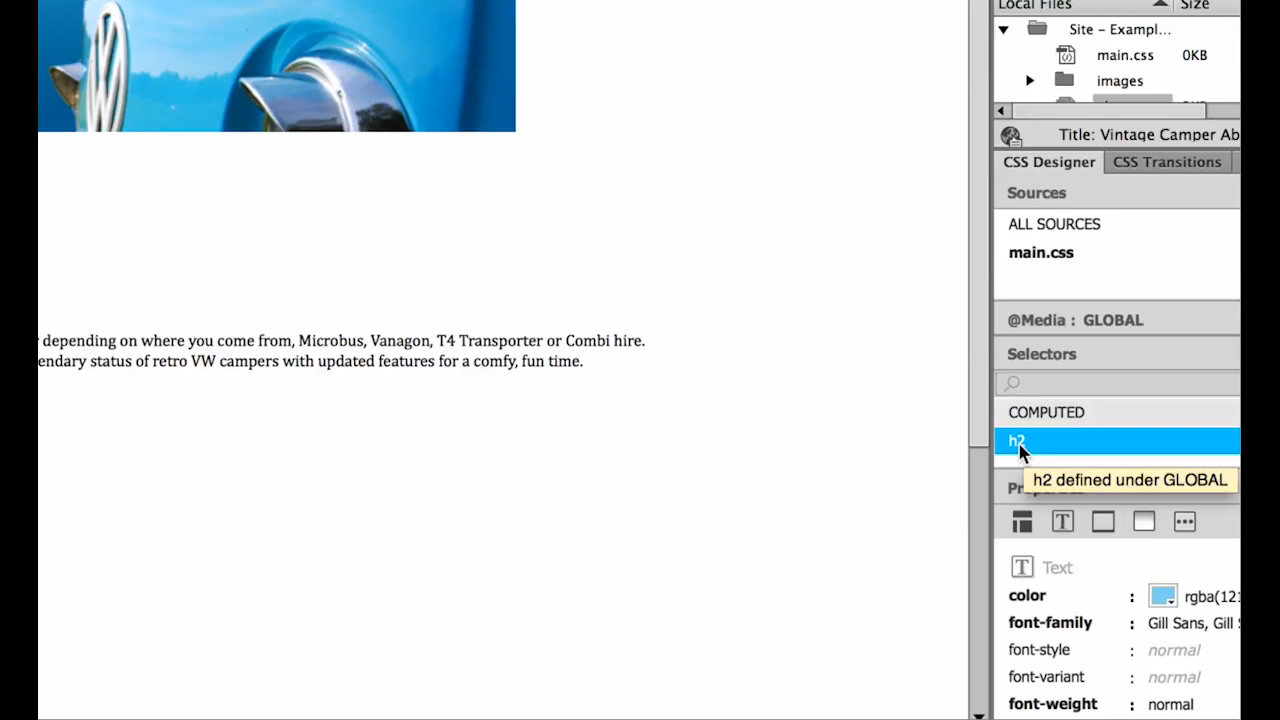 Local Files Size
Site – Exampl...
main.css 0KB
images
Title: Vintage Camper Ab
CSS Designer CSS Transitions
Sources
ALL SOURCES
main.css
@Media : GLOBAL
depending on where you come from, Microbus, Vanagon, T4 Transporter or Combi hire.
endary status of retro VW campers with updated features for a comfy, fun time.
Selectors
COMPUTED
h2
h2 defined under GLOBAL
T
T Text
color : rgba(121
font-family : Gill Sans, Gill S
font-style : normal
font-variant : normal
font-weight : normal